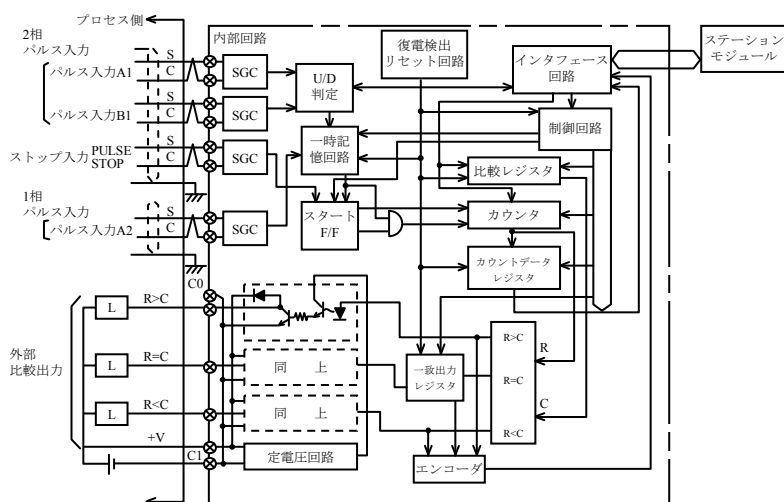 プロセス側
2相
パルス入力
S
C
パルス入力A1
S
C
パルス入力B1
ストップ入力
PULSE
STOP
S
C
1相
パルス入力
S
C
パルス入力A2
C0
内部回路
SGC
SGC
SGC
SGC
U/D
判定
一時記
憶回路
スタート
F/F
復電検出
リセット回路
インタフェース
回路
ステーション
モジュール
制御回路
比較レジスタ
カウンタ
カウントデータ
レジスタ
外部
比較出力
L
R>C
L
R=C
L
R<C
+V
C1
同 上
同 上
定電圧回路
一致出力
レジスタ
エンコーダ
R>C
R=C
R<C
R
C